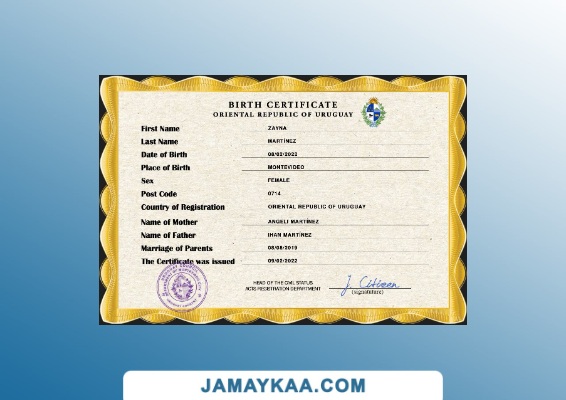 BIRTH CERTIFICATE
ORIENTAL REPUBLIC OF URUGUAY
First Name ZAYNA
Last Name MARTÍNEZ
Date of Birth 08/02/2022
Place of Birth MONTEVIDEO
Sex FEMALE
Post Code 0714
Country of Registration ORIENTAL REPUBLIC OF URUGUAY
Name of Mother ANGELI MARTÍNEZ
Name of Father IHAN MARTÍNEZ
Marriage of Parents 08/08/2019
The Certificate was issued 09/02/2022
HEAD OF THE CIVIL STATUS
ACTS REGISTRATION DEPARTMENT
J. Citizen
(signature)
JAMAYKAA.COM